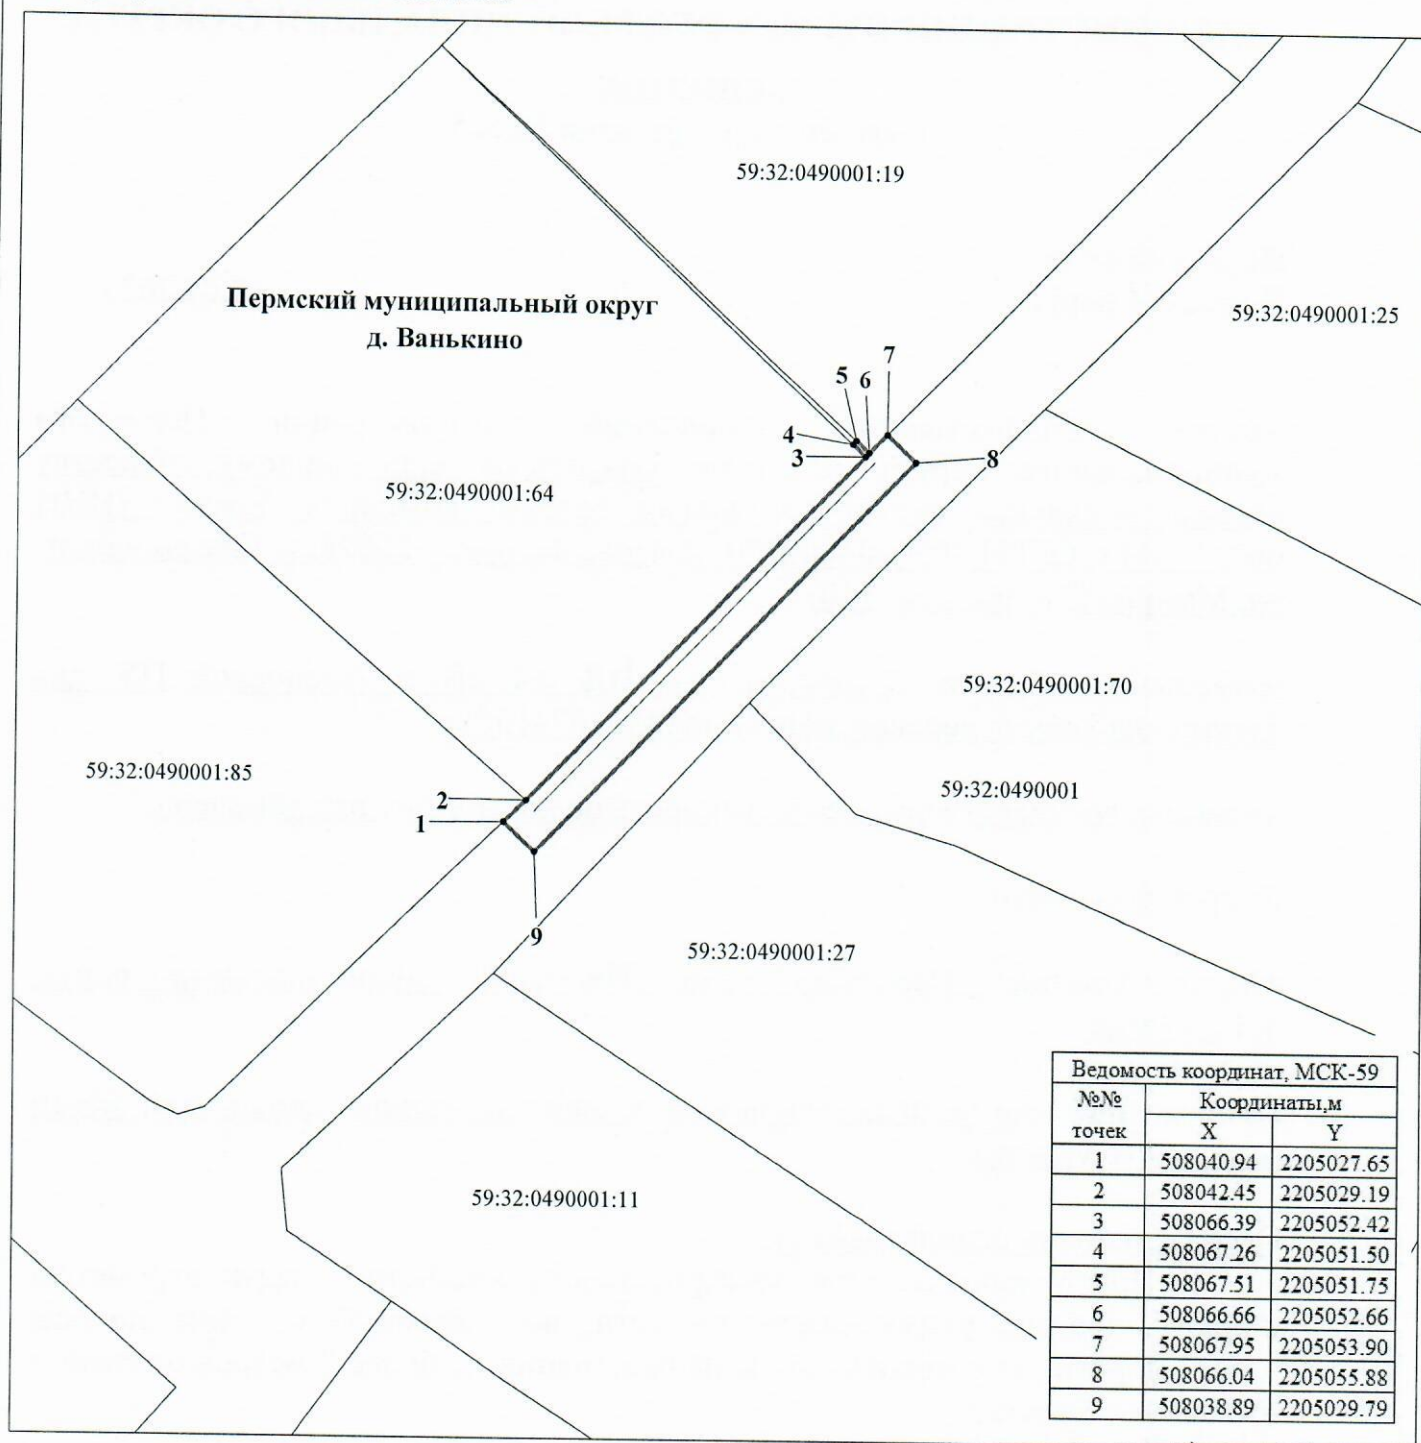 59:32:0490001:19
Пермский муниципальный округ
д. Ванькино
59:32:0490001:25
7
5
6
4
3
8
59:32:0490001:64
59:32:0490001:70
59:32:0490001:85
59:32:0490001
2
1
9
59:32:0490001:27
59:32:0490001:11
Ведомость координат, МСК-59
№№ точек Координаты,м
X Y
1 508040.94 2205027.65
2 508042.45 2205029.19
3 508066.39 2205052.42
4 508067.26 2205051.50
5 508067.51 2205051.75
6 508066.66 2205052.66
7 508067.95 2205053.90
8 508066.04 2205055.88
9 508038.89 2205029.79